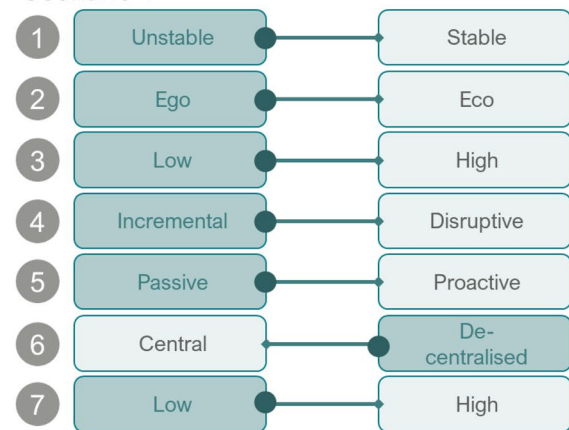 1 Unstable Stable
2 Ego Eco
3 Low High
4 Incremental Disruptive
5 Passive Proactive
6 Central De-
centralised
7 Low High